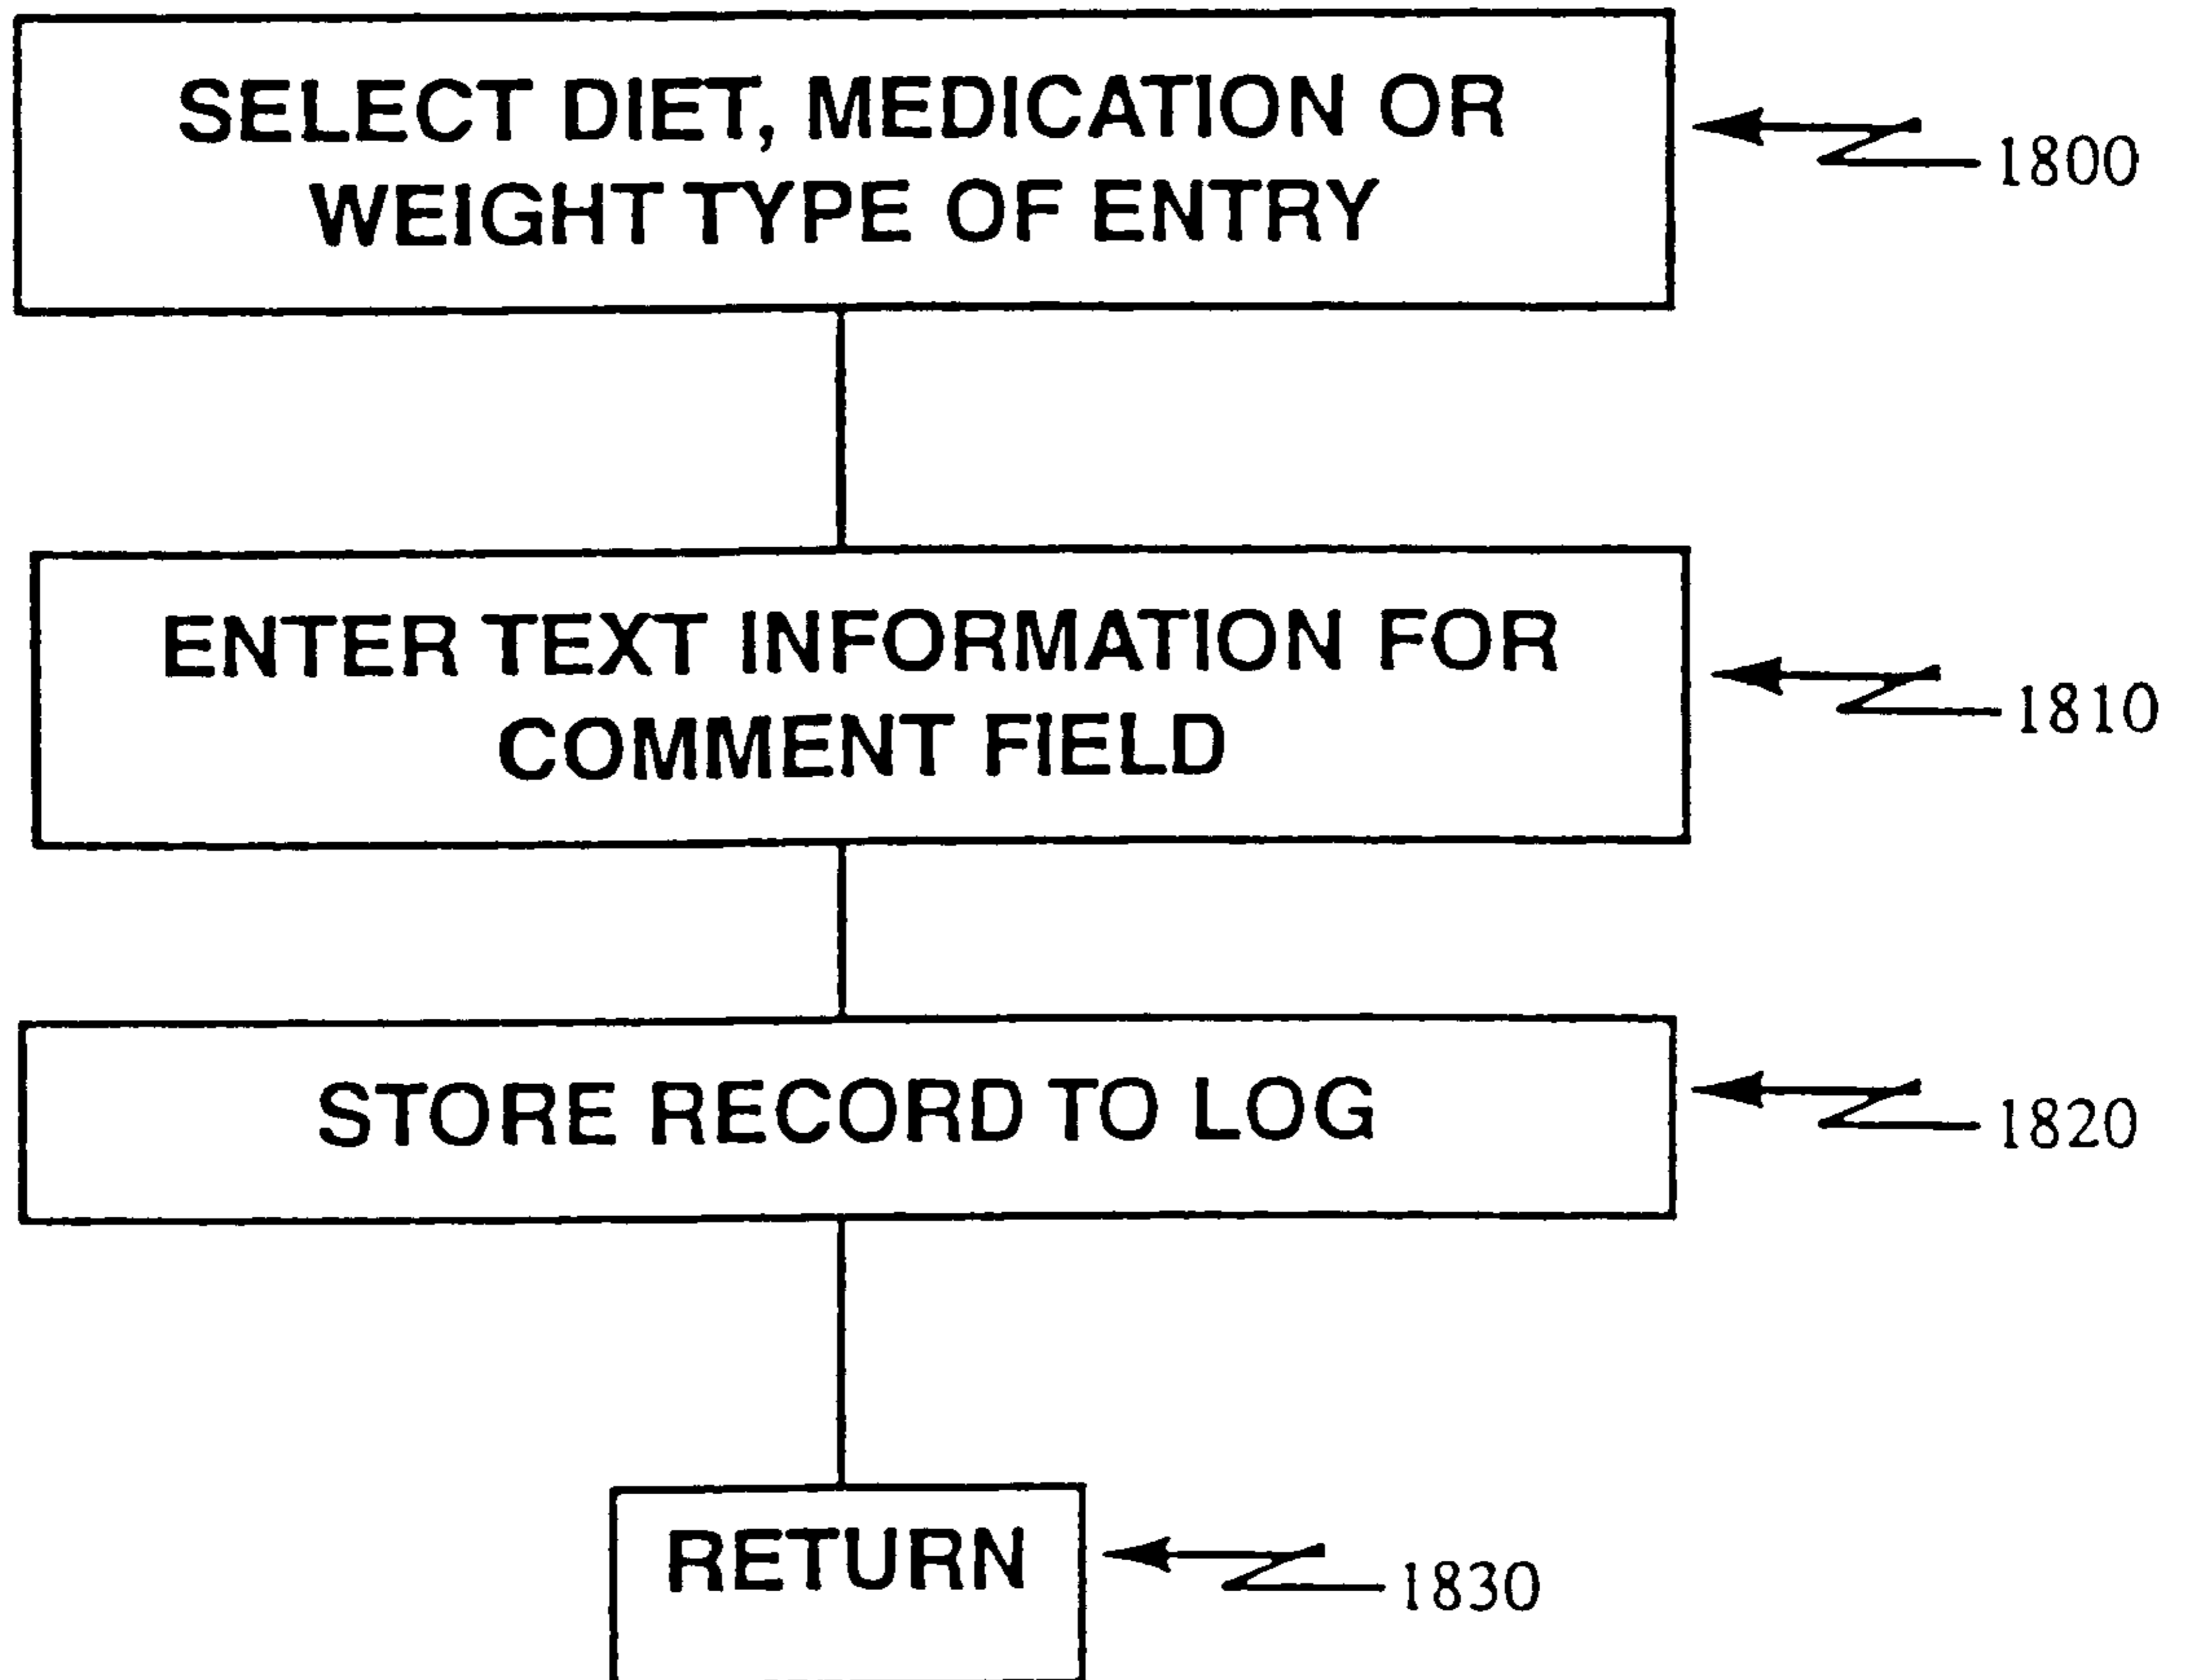 SELECT DIET, MEDICATION OR
WEIGHT TYPE OF ENTRY
1800
ENTER TEXT INFORMATION FOR
COMMENT FIELD
1810
STORE RECORD TO LOG
1820
RETURN
1830